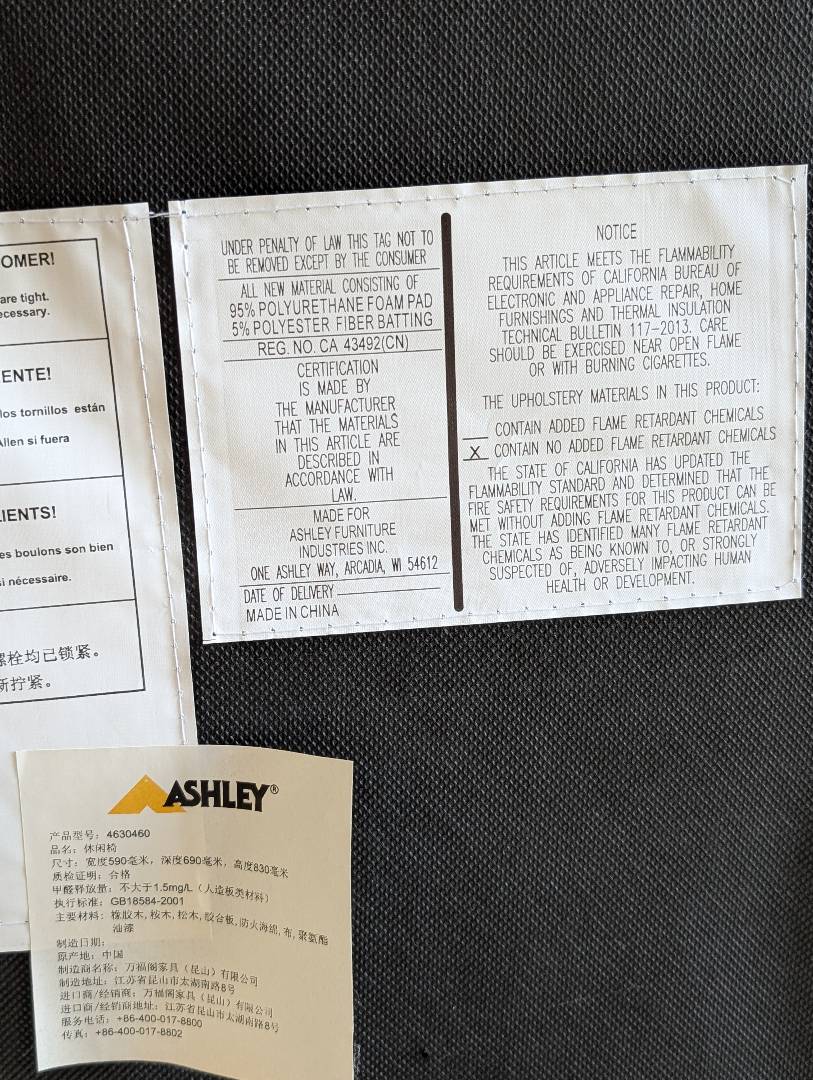 OMER!
are tight.
ecessary.
ENTE!
los tornillos están
Allen si fuera
IENTS!
es boulons son bien
si nécessaire.
螺栓均已锁紧。
新拧紧。
UNDER PENALTY OF LAW THIS TAG NOT TO
BE REMOVED EXCEPT BY THE CONSUMER
ALL NEW MATERIAL CONSISTING OF
95% POLYURETHANE FOAM PAD
5% POLYESTER FIBER BATTING
REG. NO. CA 43492(CN)
CERTIFICATION
IS MADE BY
THE MANUFACTURER
THAT THE MATERIALS
IN THIS ARTICLE ARE
DESCRIBED IN
ACCORDANCE WITH
LAW.
MADE FOR
ASHLEY FURNITURE
INDUSTRIES INC.
ONE ASHLEY WAY, ARCADIA, WI 54612
DATE OF DELIVERY
MADE IN CHINA
NOTICE
THIS ARTICLE MEETS THE FLAMMABILITY
REQUIREMENTS OF CALIFORNIA BUREAU OF
ELECTRONIC AND APPLIANCE REPAIR, HOME
FURNISHINGS AND THERMAL INSULATION
TECHNICAL BULLETIN 117-2013. CARE
SHOULD BE EXERCISED NEAR OPEN FLAME
OR WITH BURNING CIGARETTES.
THE UPHOLSTERY MATERIALS IN THIS PRODUCT:
CONTAIN ADDED FLAME RETARDANT CHEMICALS
X CONTAIN NO ADDED FLAME RETARDANT CHEMICALS
THE STATE OF CALIFORNIA HAS UPDATED THE
FLAMMABILITY STANDARD AND DETERMINED THAT THE
FIRE SAFETY REQUIREMENTS FOR THIS PRODUCT CAN BE
MET WITHOUT ADDING FLAME RETARDANT CHEMICALS.
THE STATE HAS IDENTIFIED MANY FLAME RETARDANT
CHEMICALS AS BEING KNOWN TO, OR STRONGLY
SUSPECTED OF, ADVERSELY IMPACTING HUMAN
HEALTH OR DEVELOPMENT.
ASHLEY®
产品型号：4630460
品名：休闲椅
尺寸：宽度590毫米，深度690毫米，高度830毫米
质检证明：合格
甲醛释放量：不大于1.5mg/L（人造板类材料）
执行标准：GB18584-2001
主要材料：橡胶木,桉木,松木,胶合板,防火海绵,布,聚氨酯
油漆
制造日期：
原产地：中国
制造商名称：万福阁家具（昆山）有限公司
制造地址：江苏省昆山市太湖南路8号
进口商/经销商：万福阁家具（昆山）有限公司
进口商/经销商地址：江苏省昆山市太湖南路8号
服务电话：+86-400-017-8800
传真：+86-400-017-8802